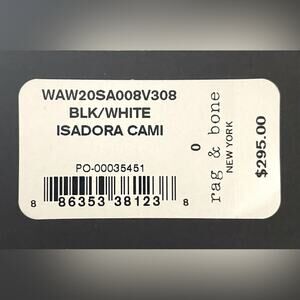 WAW20SA008V308
BLK/WHITE
ISADORA CAMI
PO-00035451
8 86353 38123 8
0
rag & bone
NEW YORK
$295.00